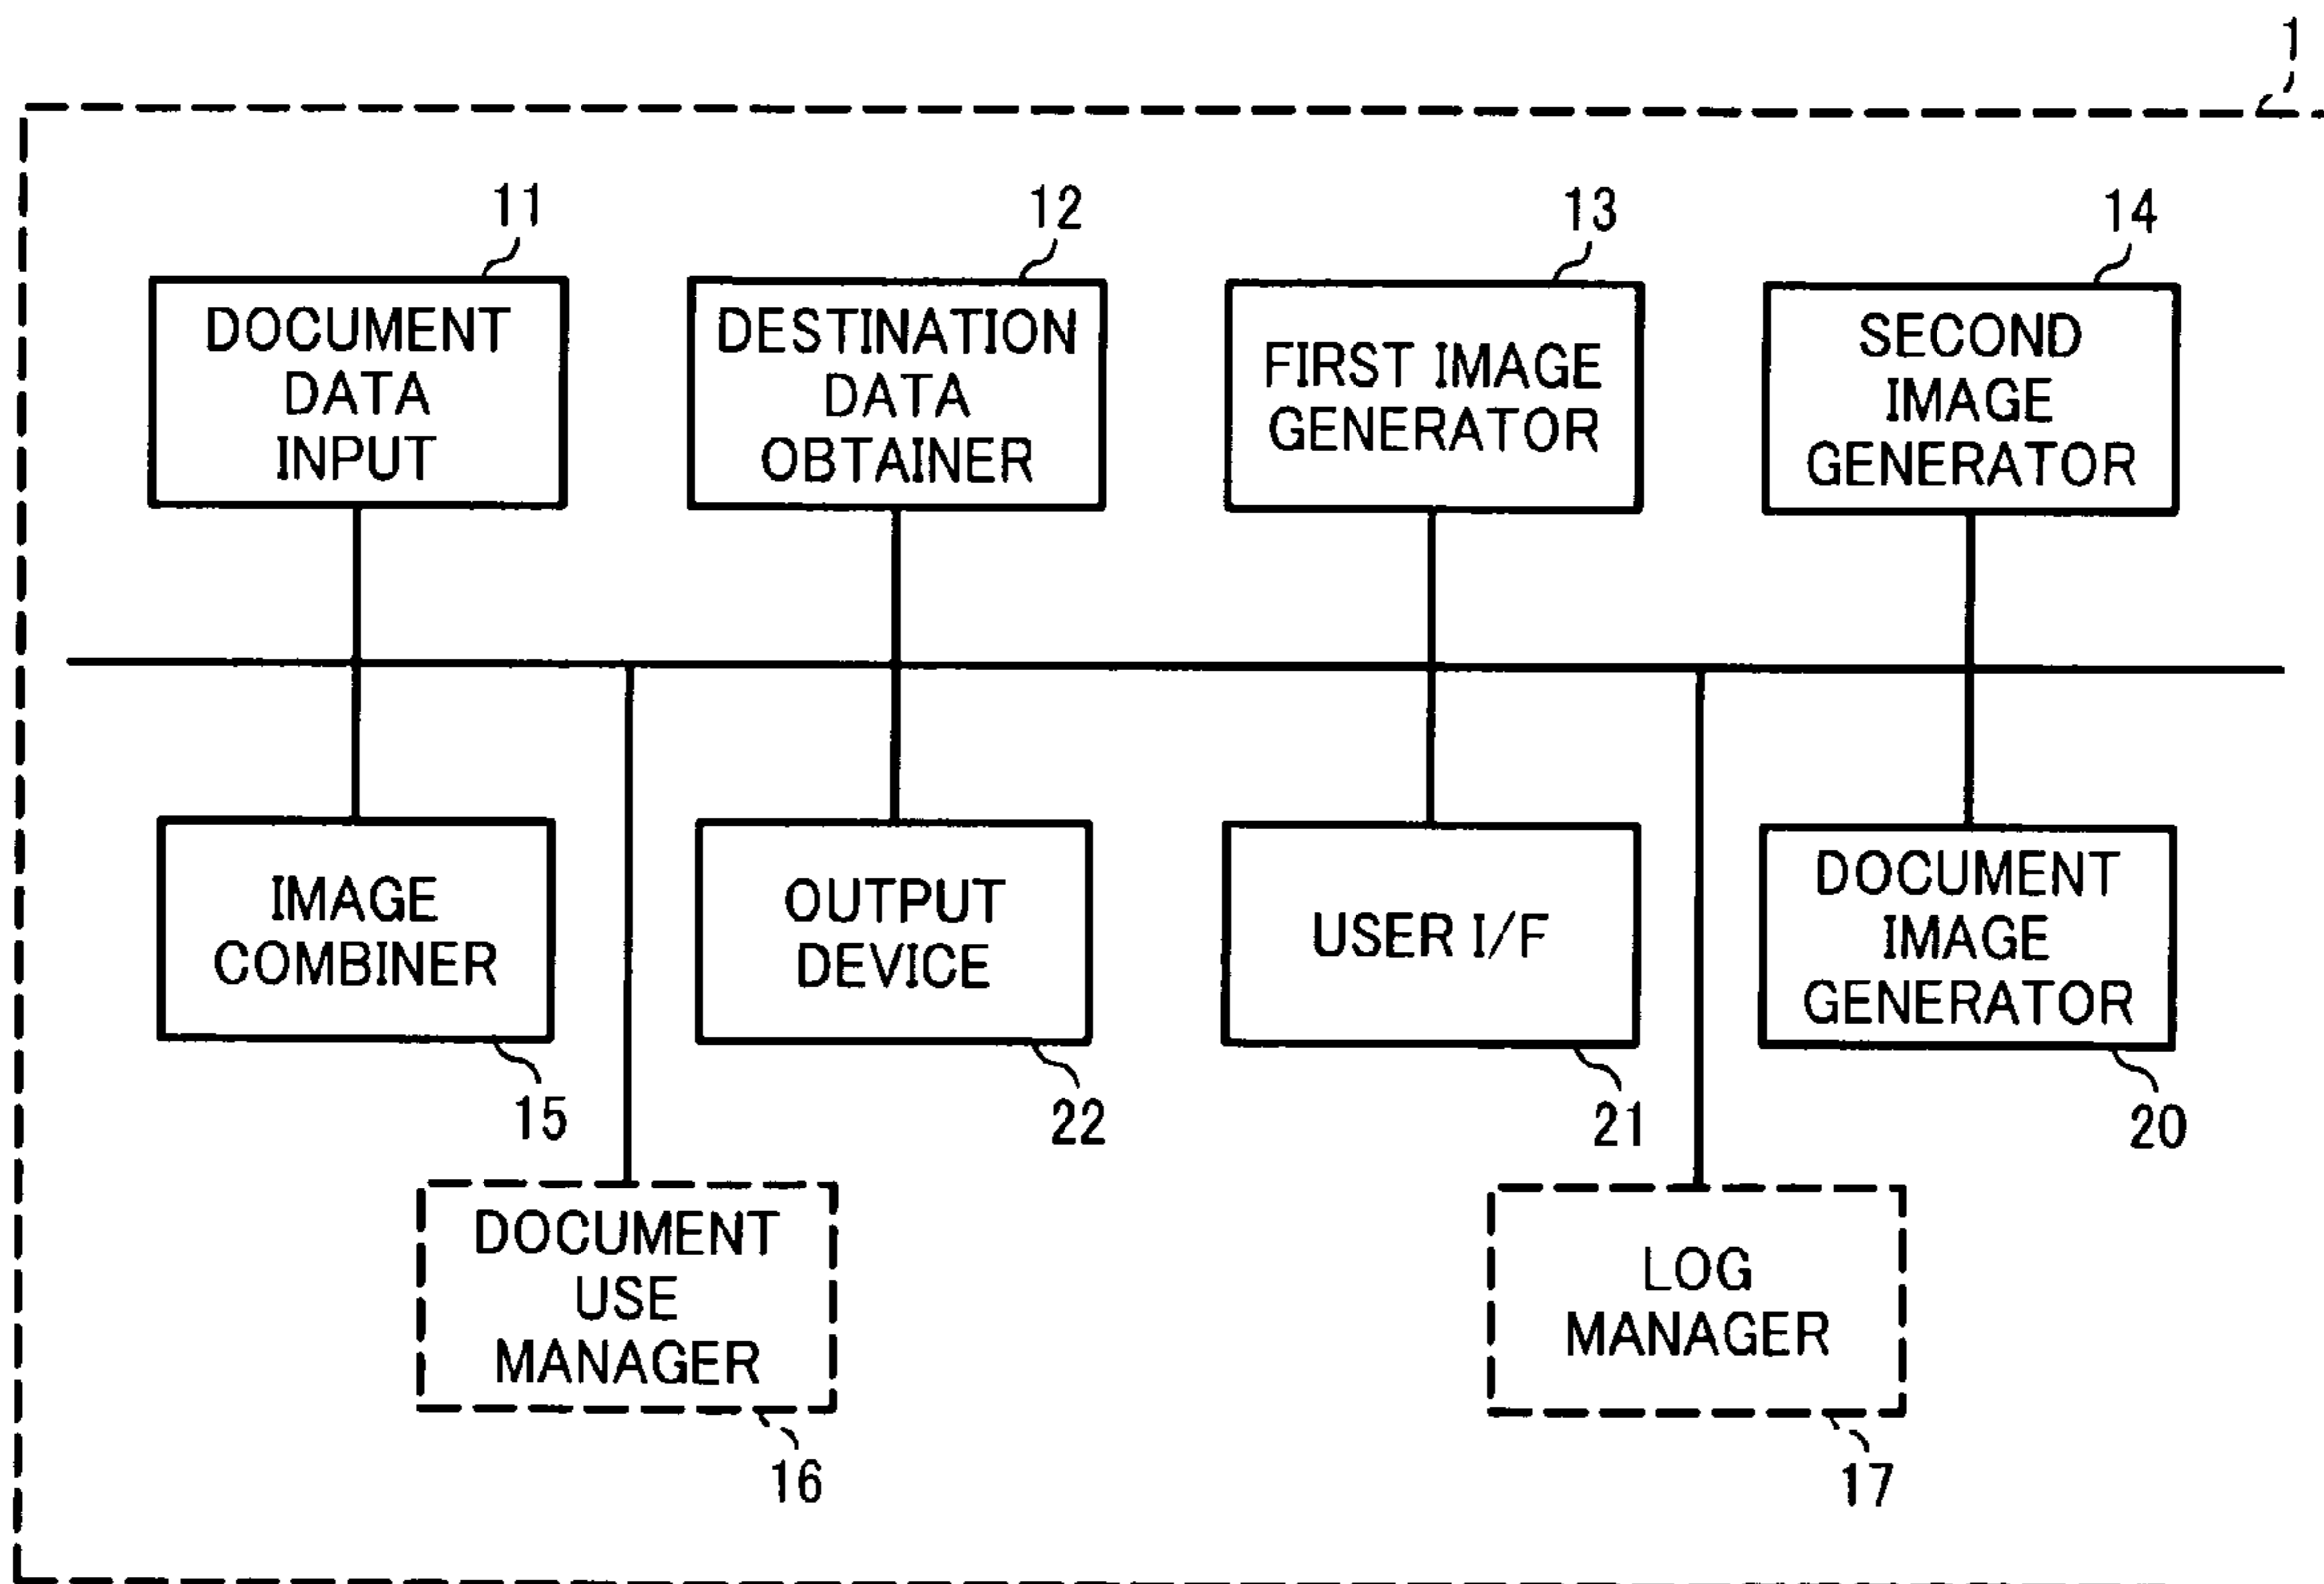 1
11
12
13
14
DOCUMENT
DATA
INPUT
DESTINATION
DATA
OBTAINER
FIRST IMAGE
GENERATOR
SECOND
IMAGE
GENERATOR
IMAGE
COMBINER
OUTPUT
DEVICE
USER I/F
DOCUMENT
IMAGE
GENERATOR
15
22
21
20
DOCUMENT
USE
MANAGER
LOG
MANAGER
16
17